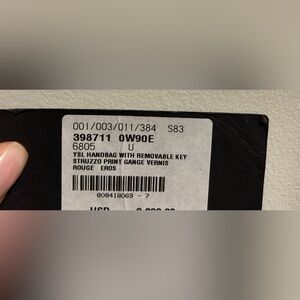 001/003/011/384 S83
398711 0W90E
6805 U
YSL HANDBAG WITH REMOVABLE KEY
STRUZZO PRINT GANGE VERNIS
ROUGE EROS
808418069 - 7
USD